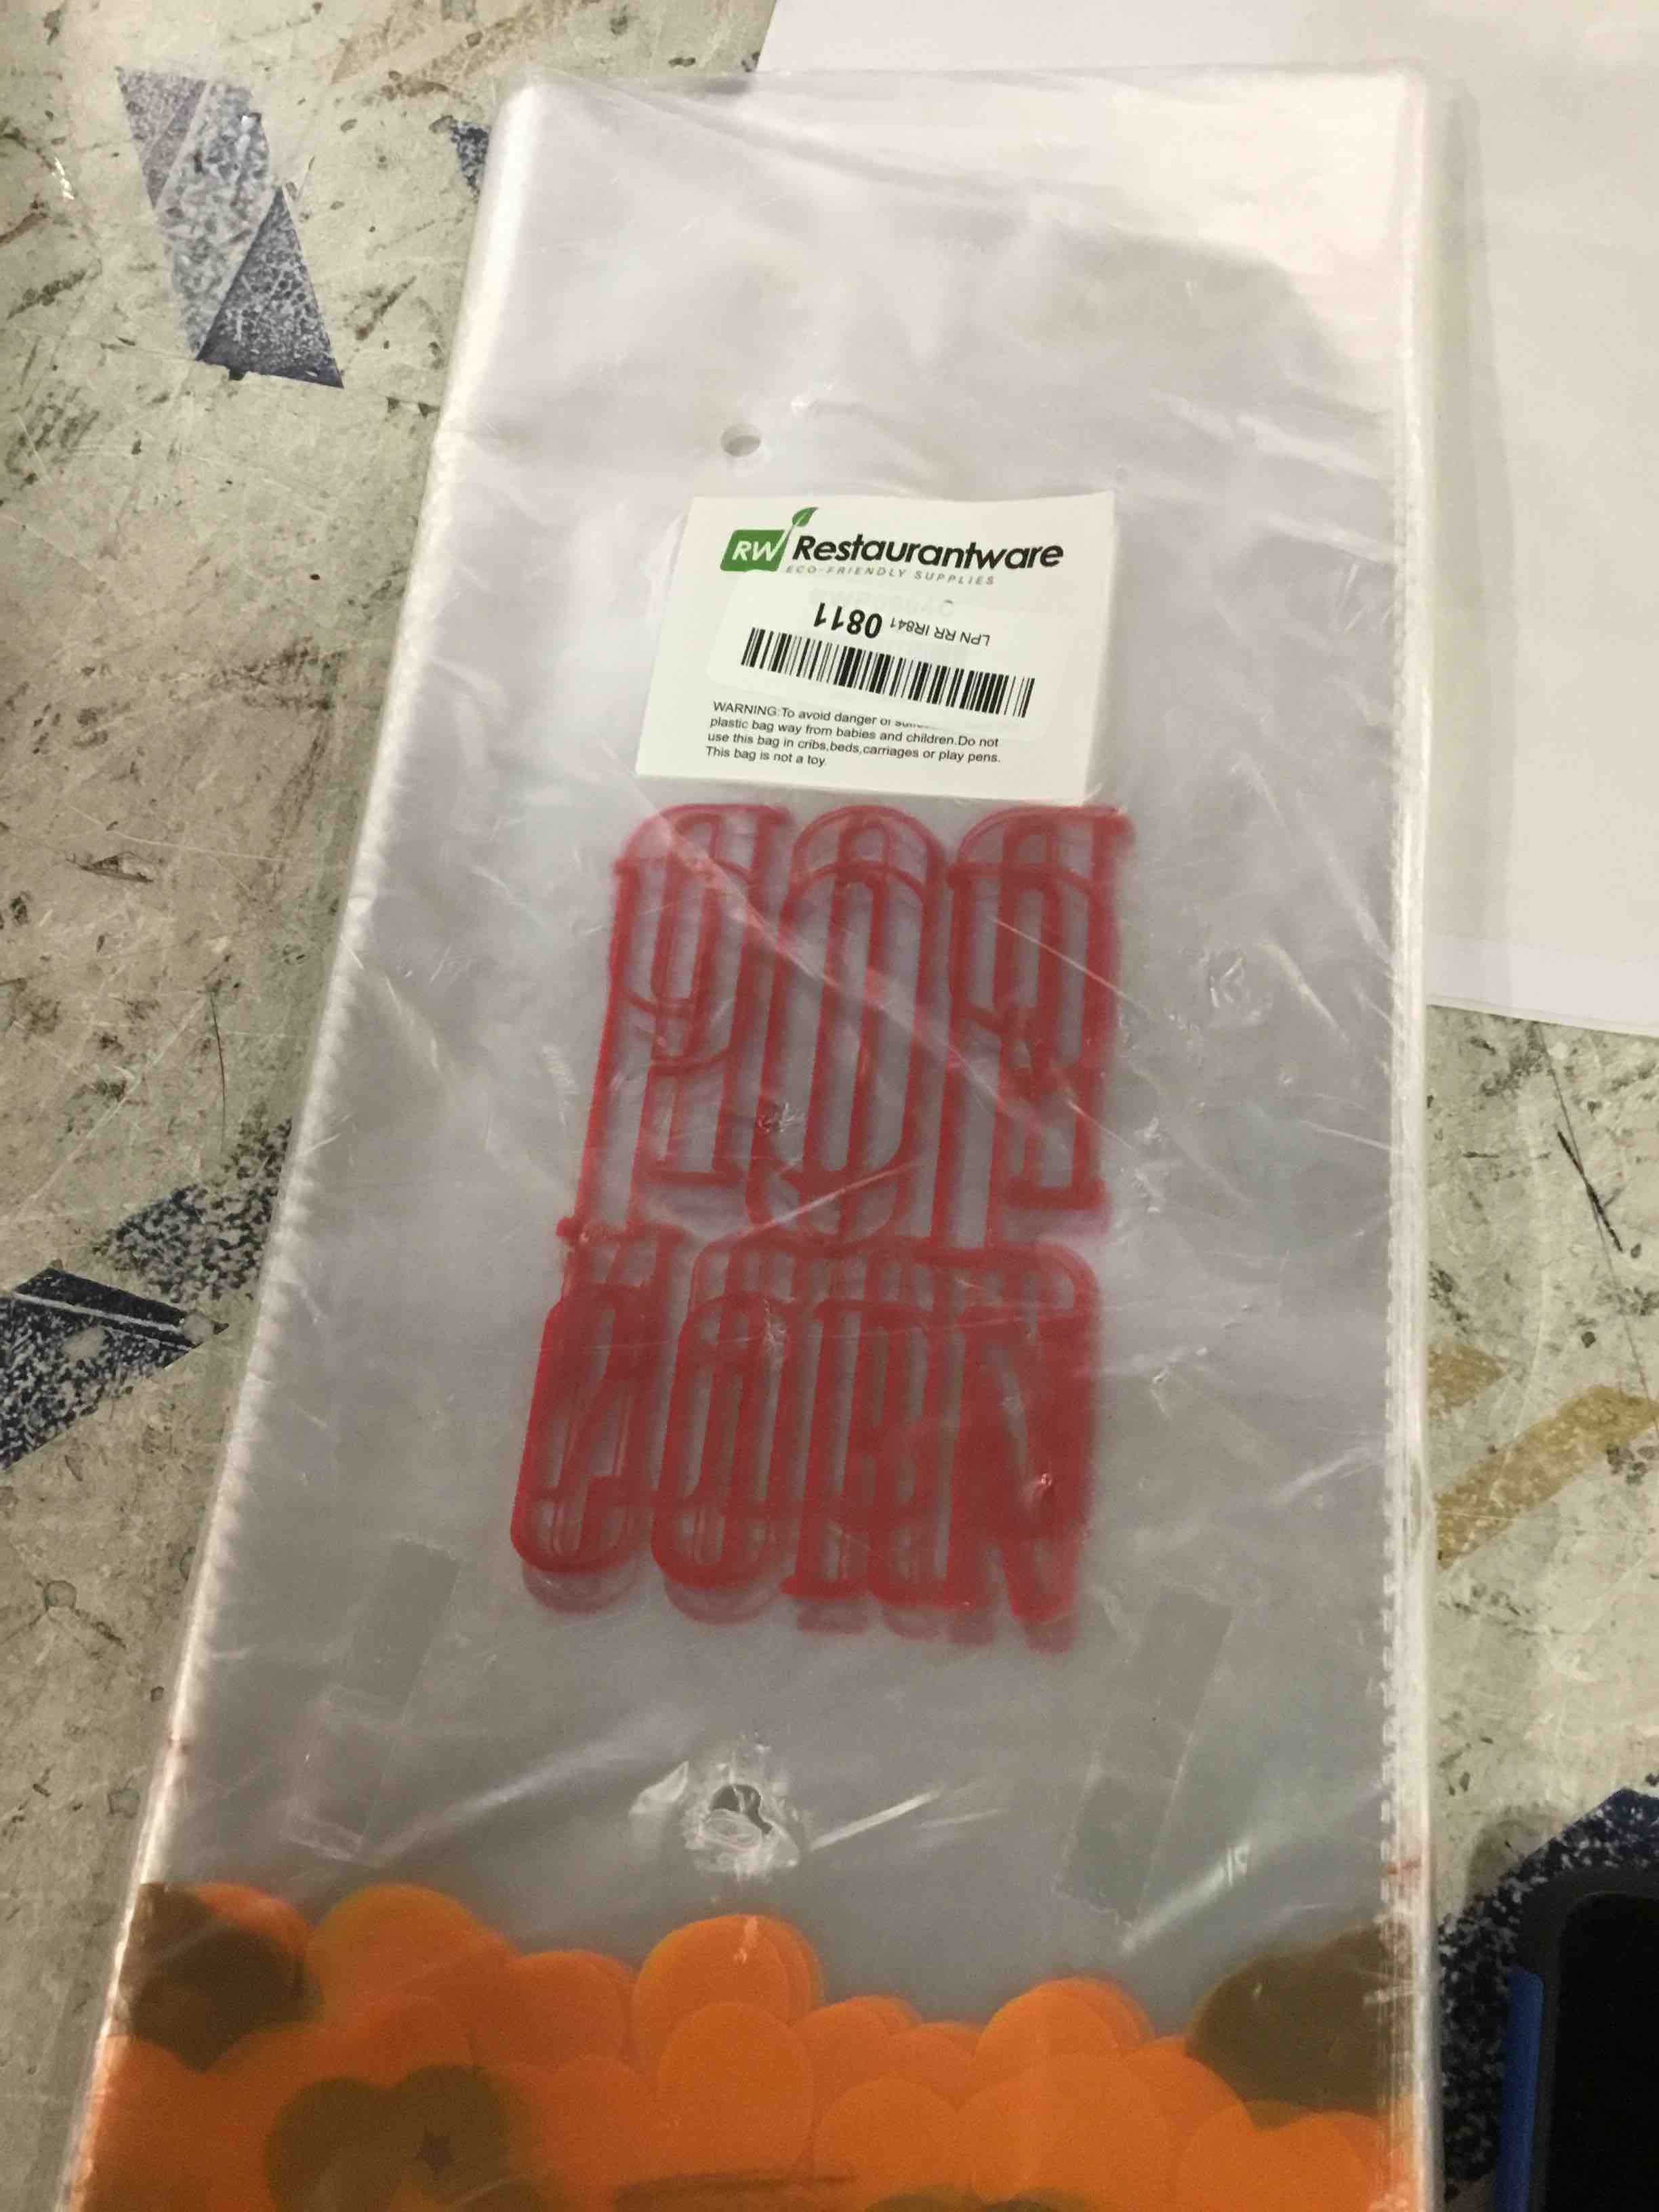 RW Restaurantware
ECO-FRIENDLY SUPPLIES
LPN RR IR841 0811
WARNING:To avoid danger of
plastic bag way from babies and children.Do not
use this bag in cribs,beds,carriages or play pens.
This bag is not a toy.
POP
CORN